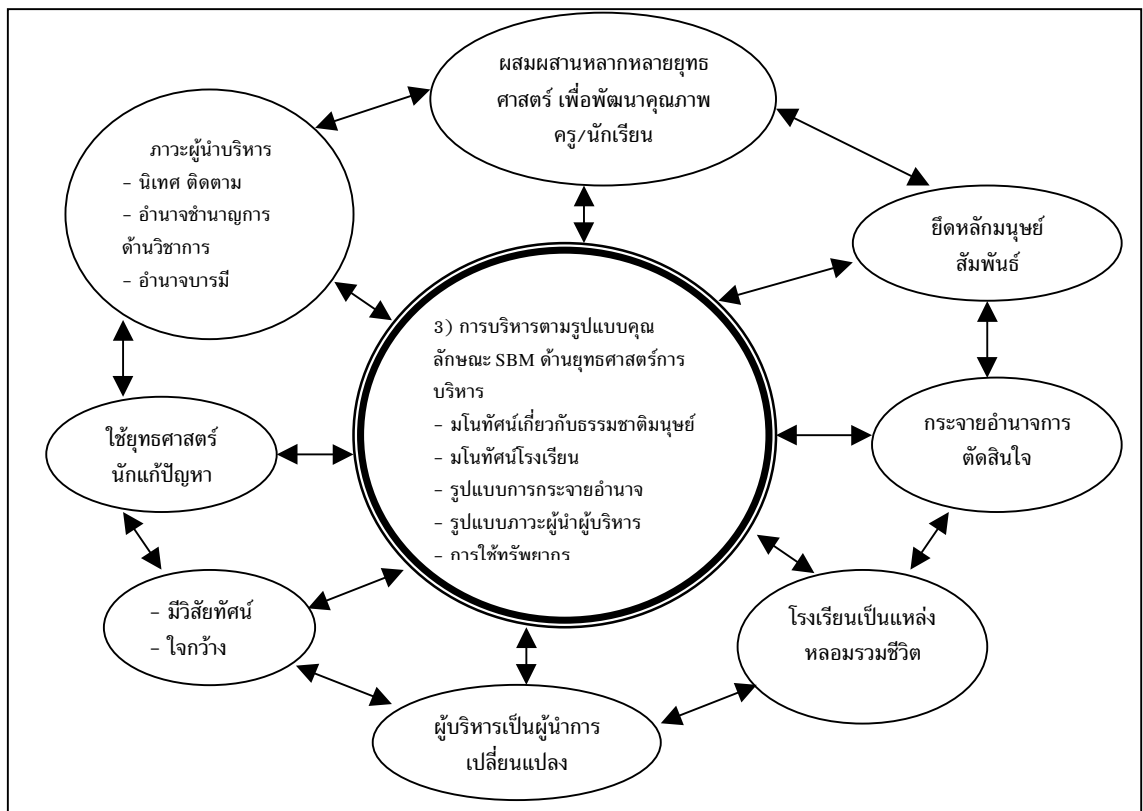 ผสมผสานหลากหลายยุทธ
ศาสตร์ เพื่อพัฒนาคุณภาพ
ครู/นักเรียน
ภาวะผู้นำบริหาร
- นิเทศ ติดตาม
- อำนาจชำนาญการ
ด้านวิชาการ
- อำนาจบารมี
ยึดหลักมนุษย์
สัมพันธ์
3) การบริหารตามรูปแบบคุณ
ลักษณะ SBM ด้านยุทธศาสตร์การ
บริหาร
- มโนทัศน์เกี่ยวกับธรรมชาติมนุษย์
- มโนทัศน์โรงเรียน
- รูปแบบการกระจายอำนาจ
- รูปแบบภาวะผู้นำผู้บริหาร
- การใช้ทรัพยากร
ใช้ยุทธศาสตร์
นักแก้ปัญหา
กระจายอำนาจการ
ตัดสินใจ
- มีวิสัยทัศน์
- ใจกว้าง
โรงเรียนเป็นแหล่ง
หลอมรวมชีวิต
ผู้บริหารเป็นผู้นำการ
เปลี่ยนแปลง